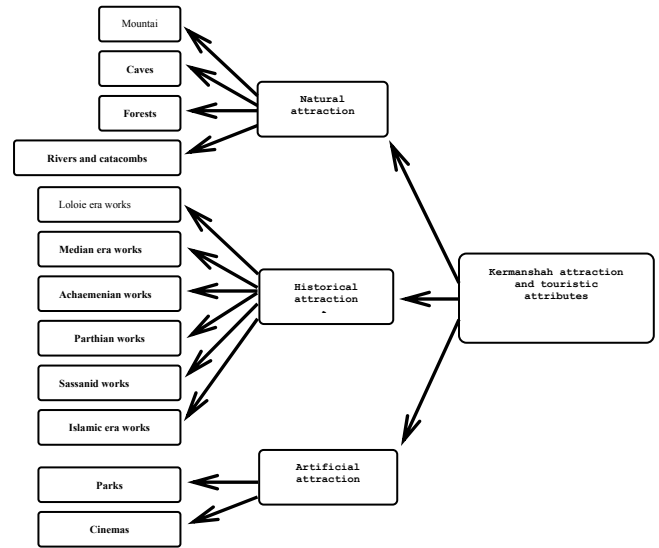 Mountai
Caves
Forests
Rivers and catacombs
Natural
attraction
Loloie era works
Median era works
Achaemenian works
Parthian works
Sassanid works
Islamic era works
Historical
attraction
Kermanshah attraction
and touristic
attributes
Artificial
attraction
Parks
Cinemas